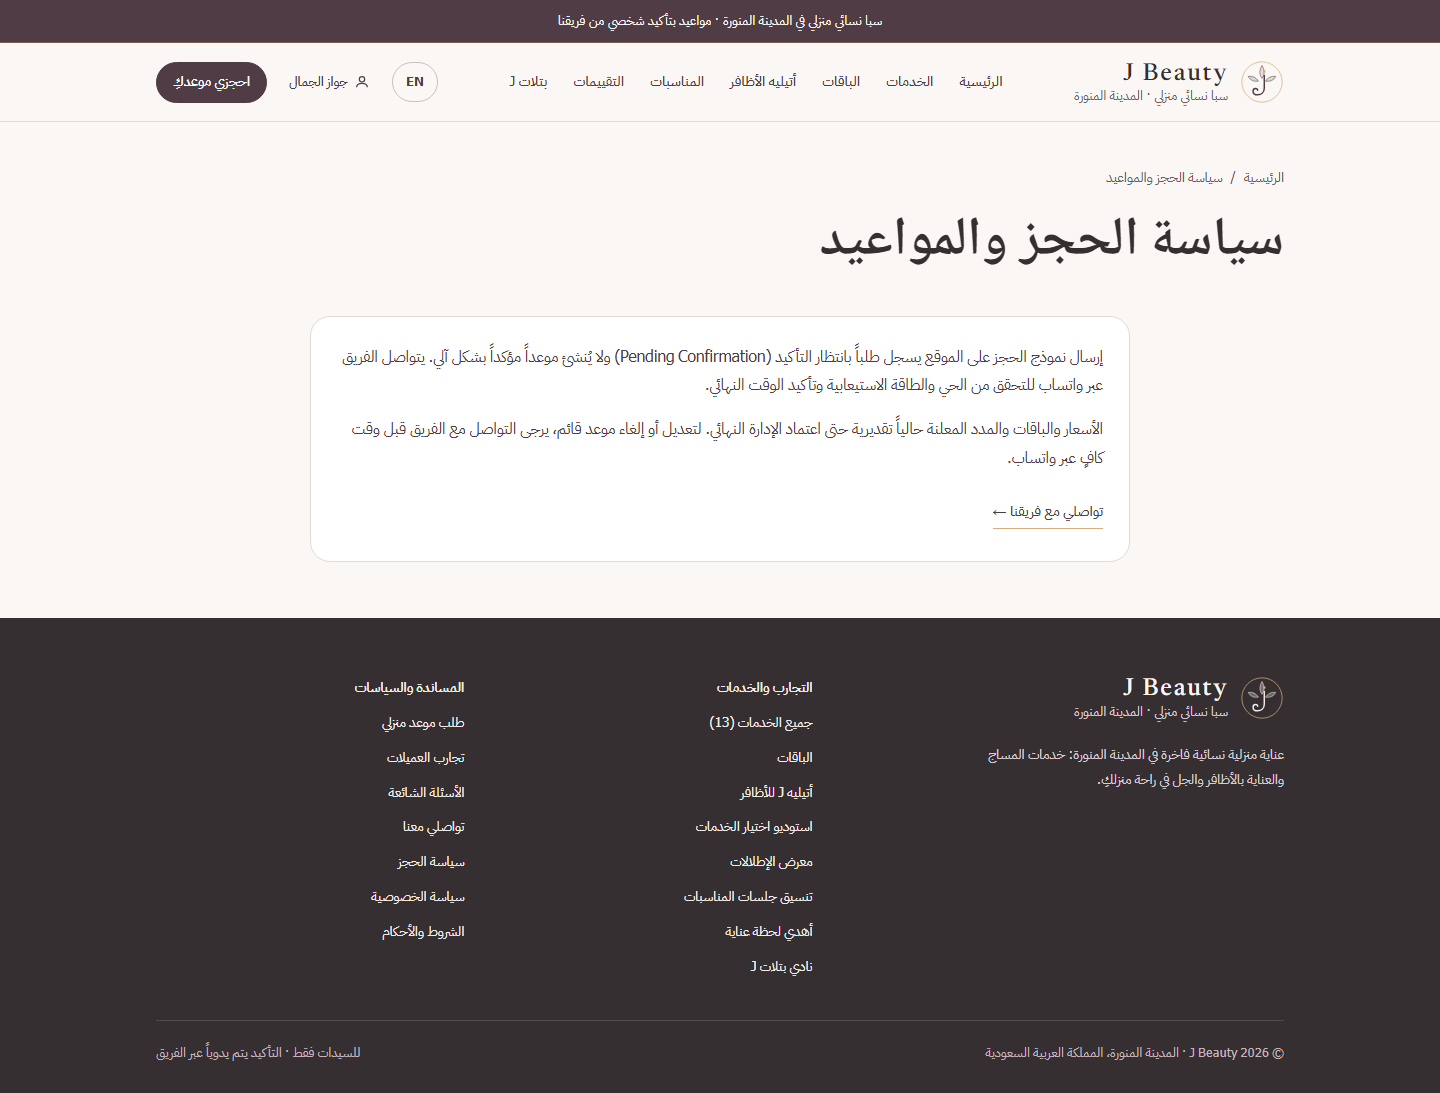 سبا نسائي منزلي في المدينة المنورة · مواعيد بتأكيد شخصي من فريقنا
J Beauty
سبا نسائي منزلي · المدينة المنورة
الرئيسية
الخدمات
الباقات
أتيليه الأظافر
المناسبات
التقييمات
بتلات J
EN
جواز الجمال
احجزي موعدكِ
الرئيسية / سياسة الحجز والمواعيد
سياسة الحجز والمواعيد
إرسال نموذج الحجز على الموقع يسجل طلباً بانتظار التأكيد (Pending Confirmation) ولا يُنشئ موعداً مؤكداً بشكل آلي. يتواصل الفريق
عبر واتساب للتحقق من الحي والطاقة الاستيعابية وتأكيد الوقت النهائي.
الأسعار والباقات والمدد المعلنة حالياً تقديرية حتى اعتماد الإدارة النهائي. لتعديل أو إلغاء موعد قائم، يرجى التواصل مع الفريق قبل وقت
كافٍ عبر واتساب.
تواصلي مع فريقنا ←
J Beauty
سبا نسائي منزلي · المدينة المنورة
عناية منزلية نسائية فاخرة في المدينة المنورة: خدمات المساج
والعناية بالأظافر والجل في راحة منزلكِ.
التجارب والخدمات
جميع الخدمات (13)
الباقات
أتيليه J للأظافر
استوديو اختيار الخدمات
معرض الإطلالات
تنسيق جلسات المناسبات
أهدي لحظة عناية
نادي بتلات J
المساندة والسياسات
طلب موعد منزلي
تجارب العميلات
الأسئلة الشائعة
تواصلي معنا
سياسة الحجز
سياسة الخصوصية
الشروط والأحكام
© 2026 J Beauty · المدينة المنورة، المملكة العربية السعودية
للسيدات فقط · التأكيد يتم يدوياً عبر الفريق